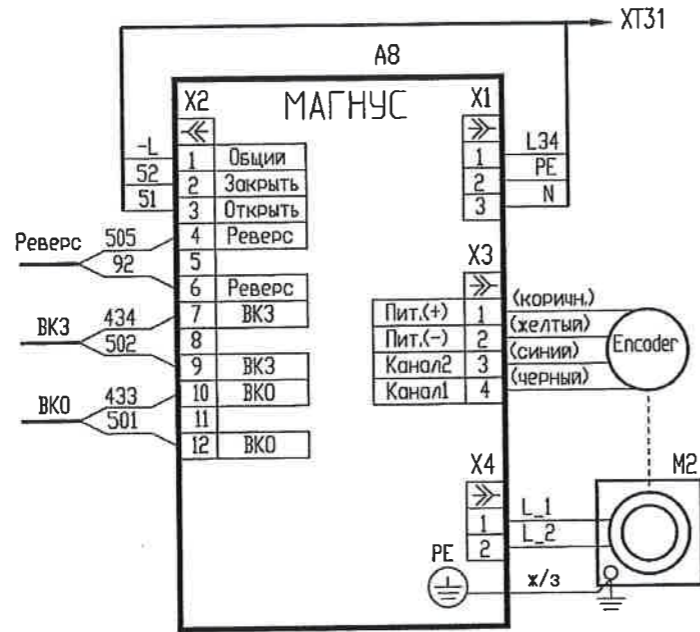 XT31
A8
МАГНУС
X2
1 Общий
2 Закрыть
3 Открыть
4 Реверс
5
6 Реверс
7 ВКЗ
8
9 ВКЗ
10 ВКО
11
12 ВКО
-L
52
51
Реверс 505
92
ВКЗ 434
502
ВКО 433
501
X1
1 L34
2 PE
3 N
X3
Пит.(+) 1 (коричн.)
Пит.(-) 2 (желтый)
Канал2 3 (синий)
Канал1 4 (черный)
Encoder
X4
1 L_1
2 L_2
M2
PE
ж/з